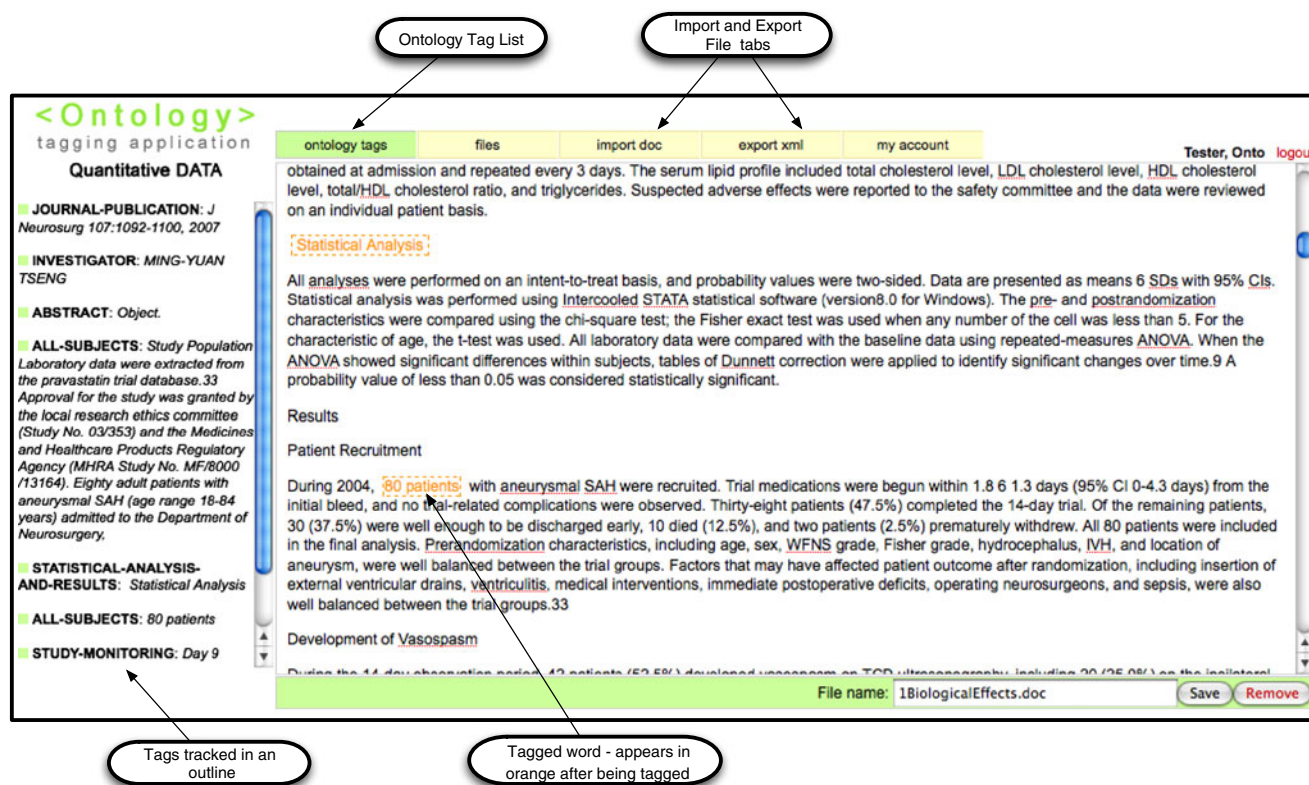 Ontology Tag List
Import and Export
File tabs
<Ontology>
tagging application
Quantitative DATA
ontology tags
files
import doc
export xml
my account
Tester, Onto
logou
JOURNAL-PUBLICATION: J
Neurosurg 107:1092-1100, 2007
INVESTIGATOR: MING-YUAN
TSENG
ABSTRACT: Object.
ALL-SUBJECTS: Study Population
Laboratory data were extracted from
the pravastatin trial database.33
Approval for the study was granted by
the local research ethics committee
(Study No. 03/353) and the Medicines
and Healthcare Products Regulatory
Agency (MHRA Study No. MF/8000
/13164). Eighty adult patients with
aneurysmal SAH (age range 18-84
years) admitted to the Department of
Neurosurgery,
STATISTICAL-ANALYSIS-
AND-RESULTS: Statistical Analysis
ALL-SUBJECTS: 80 patients
STUDY-MONITORING: Day 9
obtained at admission and repeated every 3 days. The serum lipid profile included total cholesterol level, LDL cholesterol level, HDL cholesterol
level, total/HDL cholesterol ratio, and triglycerides. Suspected adverse effects were reported to the safety committee and the data were reviewed
on an individual patient basis.
Statistical Analysis
All analyses were performed on an intent-to-treat basis, and probability values were two-sided. Data are presented as means 6 SDs with 95% CIs.
Statistical analysis was performed using Intercooled STATA statistical software (version8.0 for Windows). The pre- and postrandomization
characteristics were compared using the chi-square test; the Fisher exact test was used when any number of the cell was less than 5. For the
characteristic of age, the t-test was used. All laboratory data were compared with the baseline data using repeated-measures ANOVA. When the
ANOVA showed significant differences within subjects, tables of Dunnett correction were applied to identify significant changes over time.9 A
probability value of less than 0.05 was considered statistically significant.
Results
Patient Recruitment
During 2004, 80 patients with aneurysmal SAH were recruited. Trial medications were begun within 1.8 6 1.3 days (95% CI 0-4.3 days) from the
initial bleed, and no trial-related complications were observed. Thirty-eight patients (47.5%) completed the 14-day trial. Of the remaining patients,
30 (37.5%) were well enough to be discharged early, 10 died (12.5%), and two patients (2.5%) prematurely withdrew. All 80 patients were included
in the final analysis. Prerandomization characteristics, including age, sex, WFNS grade, Fisher grade, hydrocephalus, IVH, and location of
aneurysm, were well balanced between the trial groups. Factors that may have affected patient outcome after randomization, including insertion of
external ventricular drains, ventriculitis, medical interventions, immediate postoperative deficits, operating neurosurgeons, and sepsis, were also
well balanced between the trial groups.33
Development of Vasospasm
During the 14-day observation period, 42 patients (52.5%) developed vasospasm on TCD ultrasonography, including 20 (25.0%) on the ipsilateral
File name: 1BiologicalEffects.doc
Save
Remove
Tags tracked in an
outline
Tagged word - appears in
orange after being tagged